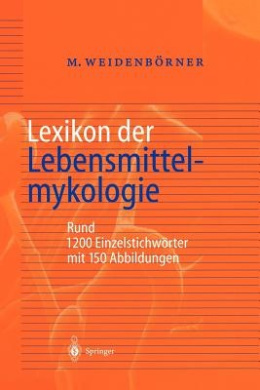 M. WEIDENBÖRNER
Lexikon der
Lebensmittel-
mykologie
Rund
1200 Einzelstichwörter
mit 150 Abbildungen
Springer